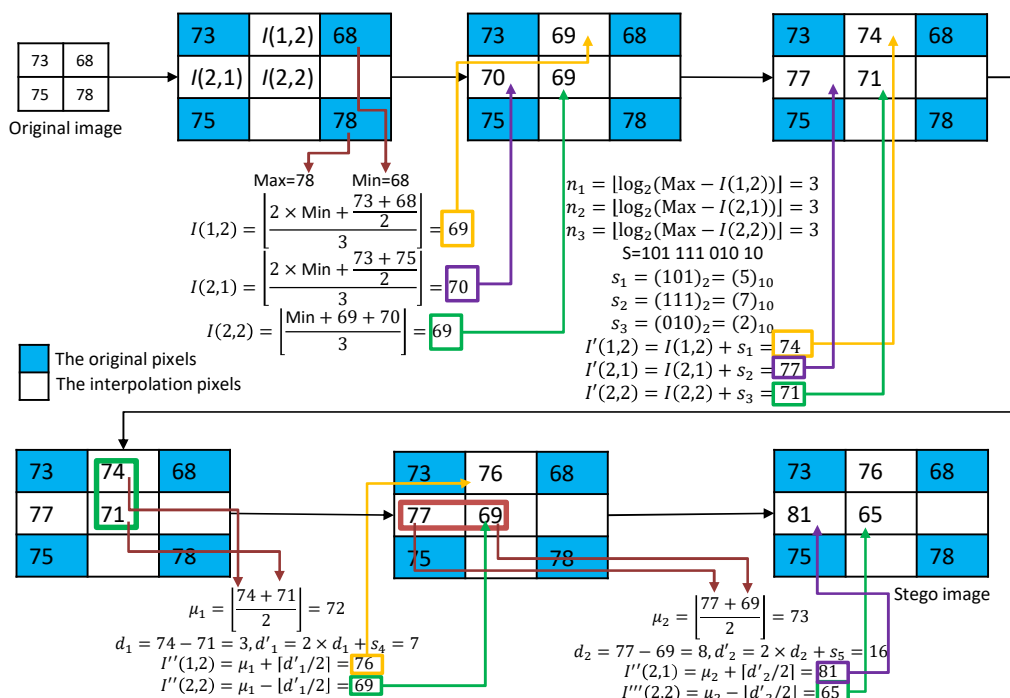 73 68
75 78
Original image
73 I(1,2) 68
I(2,1) I(2,2)
75 78
Max=78 Min=68
I(1,2) = ⌊(2 × Min + (73 + 68)/2)/3⌋ = 69
I(2,1) = ⌊(2 × Min + (73 + 75)/2)/3⌋ = 70
I(2,2) = ⌊(Min + 69 + 70)/3⌋ = 69
The original pixels
The interpolation pixels
73 69 68
70 69
75 78
73 74 68
77 71
75 78
n₁ = ⌊log₂(Max − I(1,2))⌋ = 3
n₂ = ⌊log₂(Max − I(2,1))⌋ = 3
n₃ = ⌊log₂(Max − I(2,2))⌋ = 3
S=101 111 010 10
s₁ = (101)₂= (5)₁₀
s₂ = (111)₂= (7)₁₀
s₃ = (010)₂= (2)₁₀
I′(1,2) = I(1,2) + s₁ = 74
I′(2,1) = I(2,1) + s₂ = 77
I′(2,2) = I(2,2) + s₃ = 71
73 74 68
77 71
75 78
μ₁ = ⌊(74 + 71)/2⌋ = 72
d₁ = 74 − 71 = 3, d′₁ = 2 × d₁ + s₄ = 7
I′′(1,2) = μ₁ + ⌈d′₁/2⌉ = 76
I′′(2,2) = μ₁ − ⌊d′₁/2⌋ = 69
73 76 68
77 69
75 78
μ₂ = ⌊(77 + 69)/2⌋ = 73
d₂ = 77 − 69 = 8, d′₂ = 2 × d₂ + s₅ = 16
I′′(2,1) = μ₂ + ⌈d′₂/2⌉ = 81
I′′′(2,2) = μ₂ − ⌊d′₂/2⌋ = 65
73 76 68
81 65
75 78
Stego image